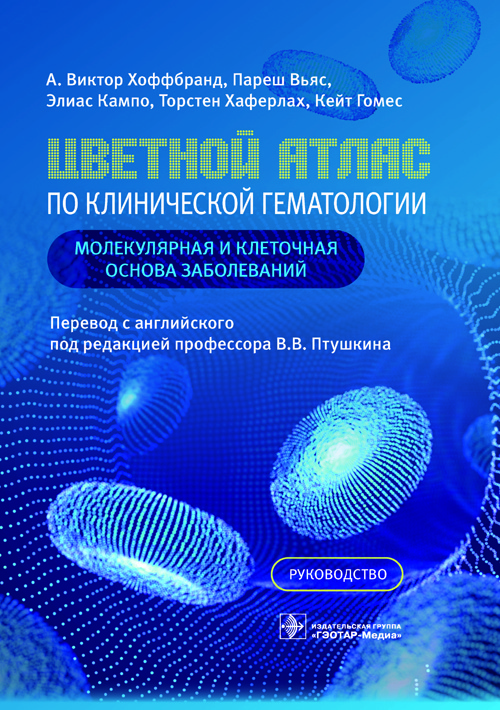 А. Виктор Хоффбранд, Пареш Вьяс,
Элиас Кампо, Торстен Хаферлах, Кейт Гомес
ЦВЕТНОЙ АТЛАС
ПО КЛИНИЧЕСКОЙ ГЕМАТОЛОГИИ
МОЛЕКУЛЯРНАЯ И КЛЕТОЧНАЯ
ОСНОВА ЗАБОЛЕВАНИЙ
Перевод с английского
под редакцией профессора В.В. Птушкина
РУКОВОДСТВО
ИЗДАТЕЛЬСКАЯ ГРУППА
«ГЭОТАР-Медиа»